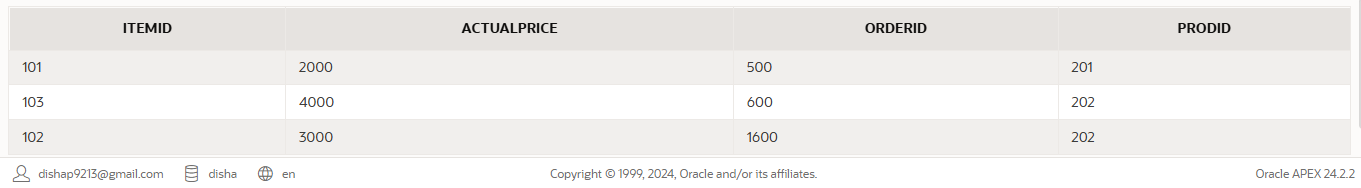 ITEMID ACTUALPRICE ORDERID PRODID
101 2000 500 201
103 4000 600 202
102 3000 1600 202
dishap9213@gmail.com disha en Copyright © 1999, 2024, Oracle and/or its affiliates. Oracle APEX 24.2.2